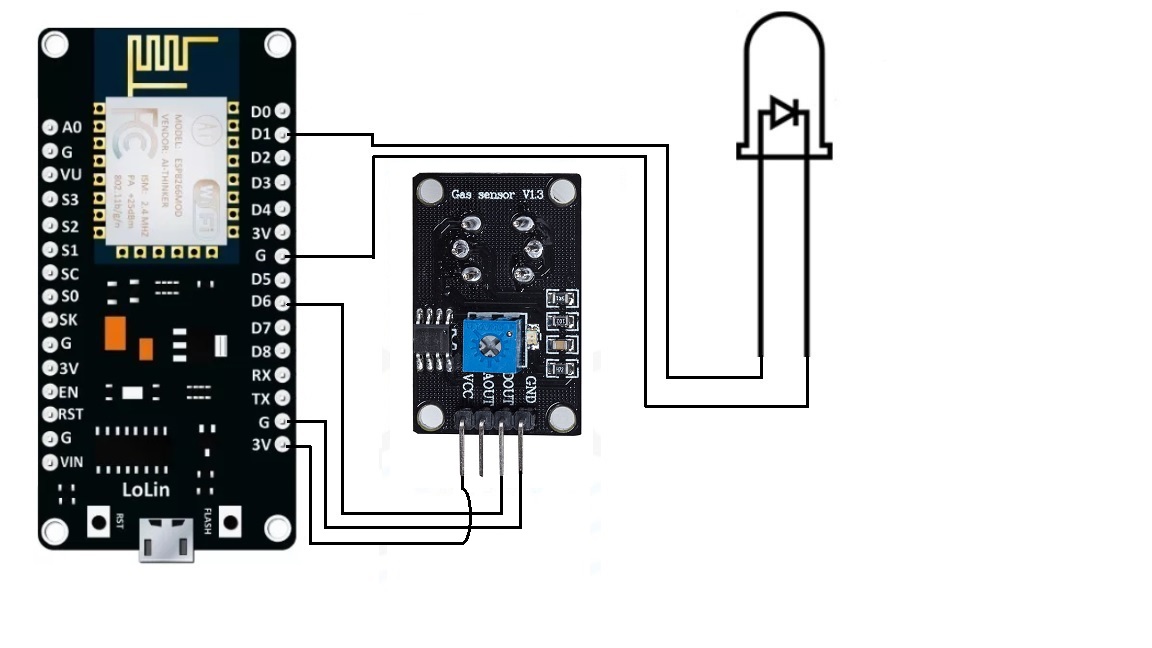 A0
G
VU
S3
S2
S1
SC
S0
SK
G
3V
EN
RST
G
VIN
MODEL: ESP8266MOD
VENDOR: AI-THINKER
ISM: 2.4 MHZ
PA +25dBm
802.11b/g/n
WiFi
D0
D1
D2
D3
D4
3V
G
D5
D6
D7
D8
RX
TX
G
3V
LoLin
RST
FLASH
Gas sensor V1.3
VCC
AOUT
DOUT
GND